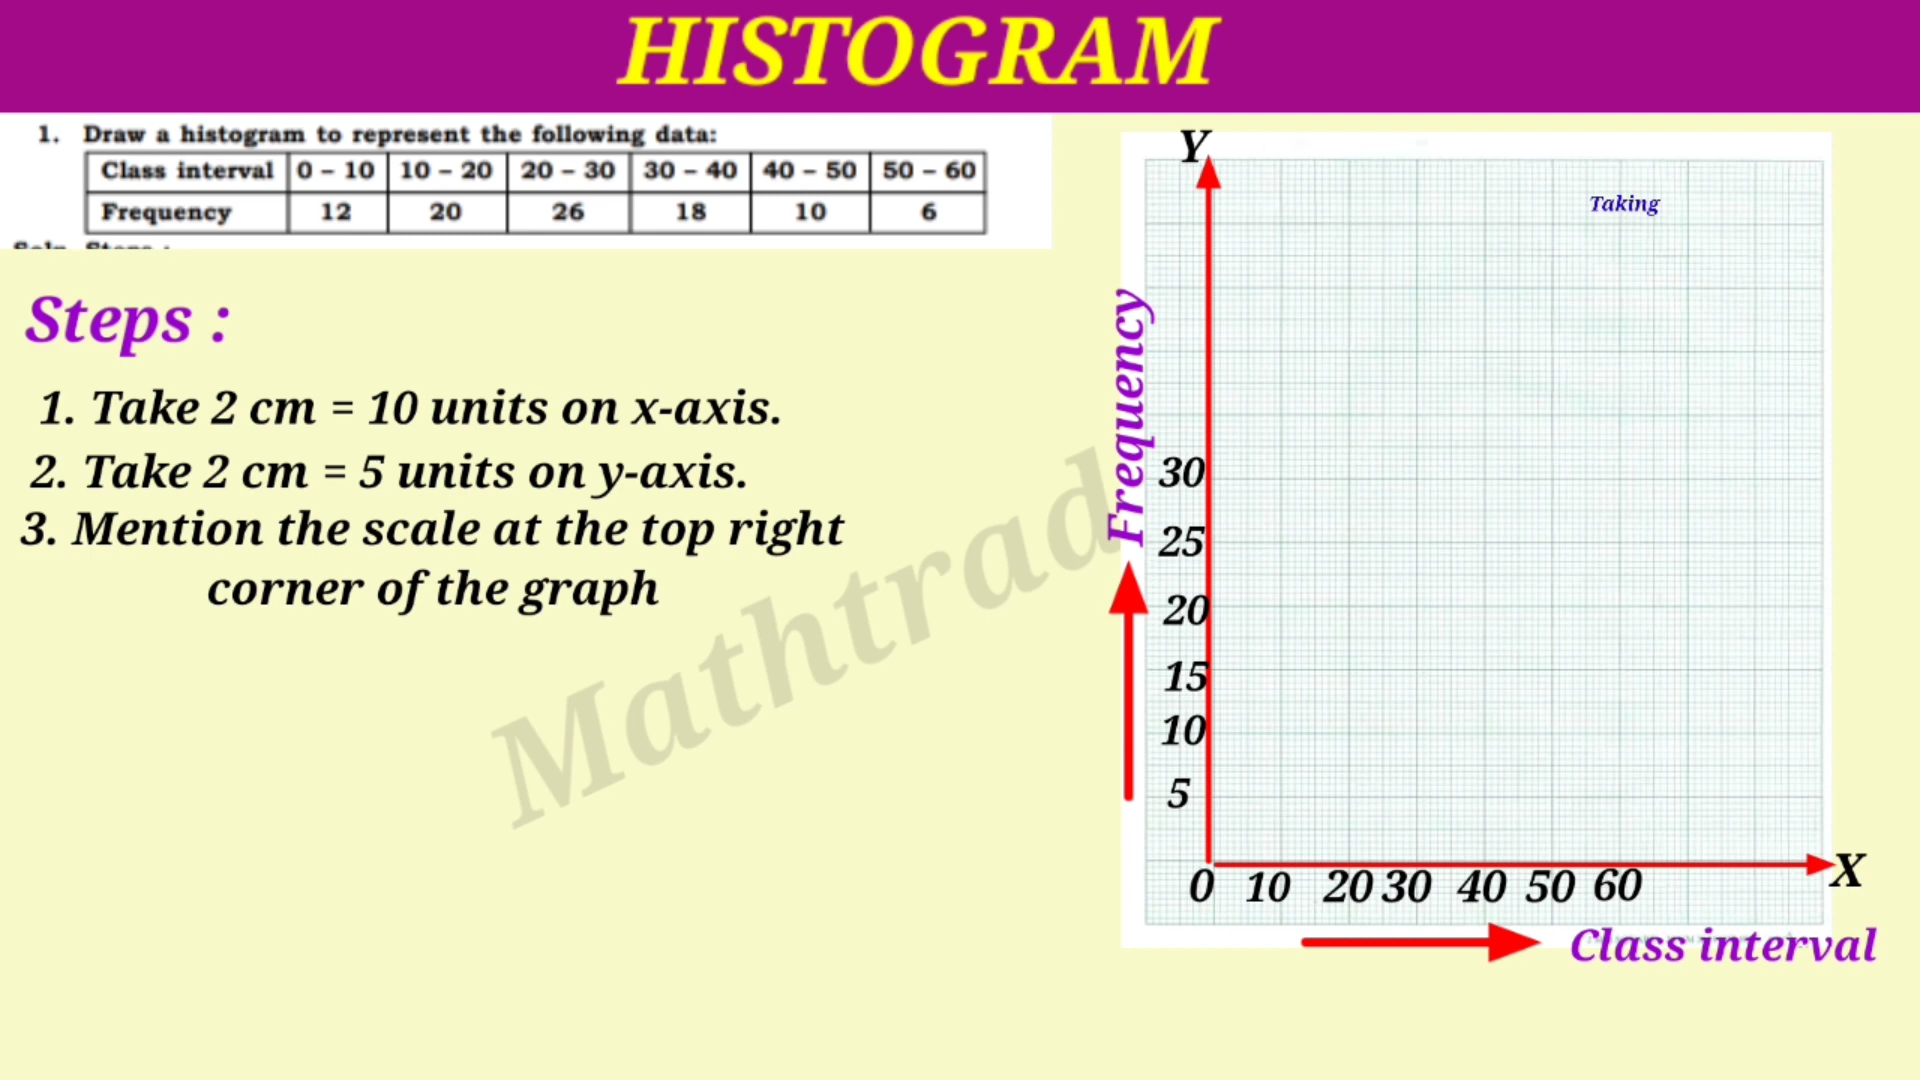 HISTOGRAM
1. Draw a histogram to represent the following data:
Class interval 0 – 10 10 – 20 20 – 30 30 – 40 40 – 50 50 – 60
Frequency 12 20 26 18 10 6
Steps :
1. Take 2 cm = 10 units on x-axis.
2. Take 2 cm = 5 units on y-axis.
3. Mention the scale at the top right
corner of the graph
Mathtrad
Y
Taking
Frequency
30
25
20
15
10
5
0 10 20 30 40 50 60
X
Class interval